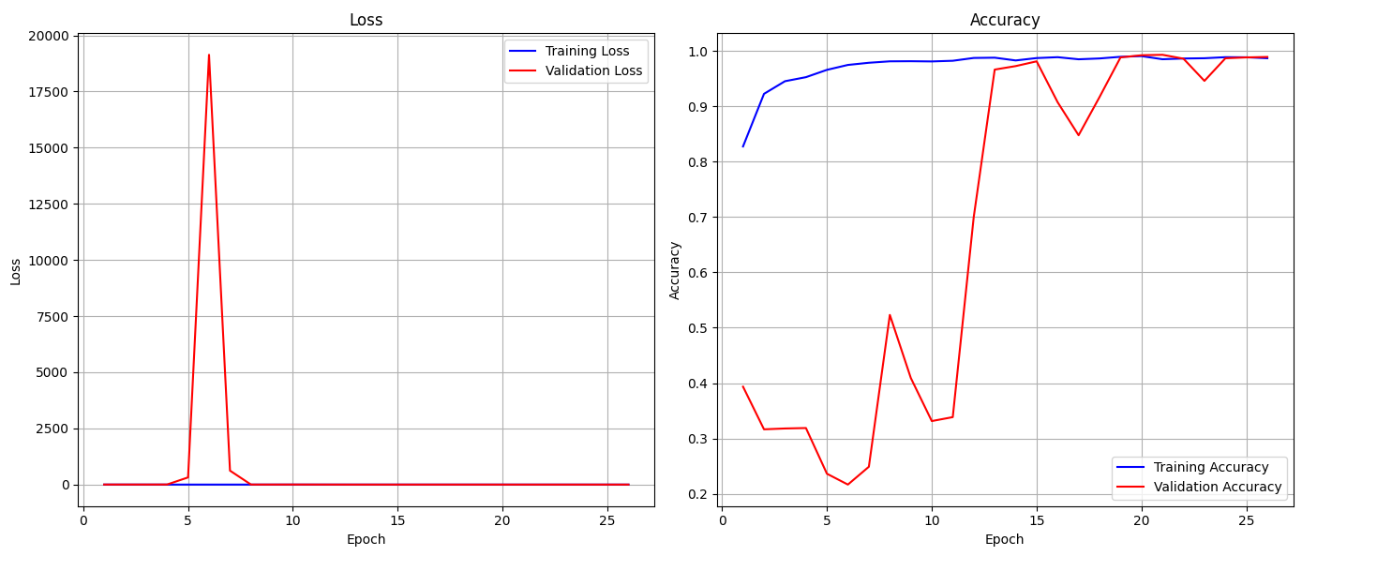 Loss
20000
17500
15000
12500
10000
7500
5000
2500
0
Loss
0 5 10 15 20 25
Epoch
Training Loss
Validation Loss
Accuracy
1.0
0.9
0.8
0.7
0.6
0.5
0.4
0.3
0.2
Accuracy
0 5 10 15 20 25
Epoch
Training Accuracy
Validation Accuracy